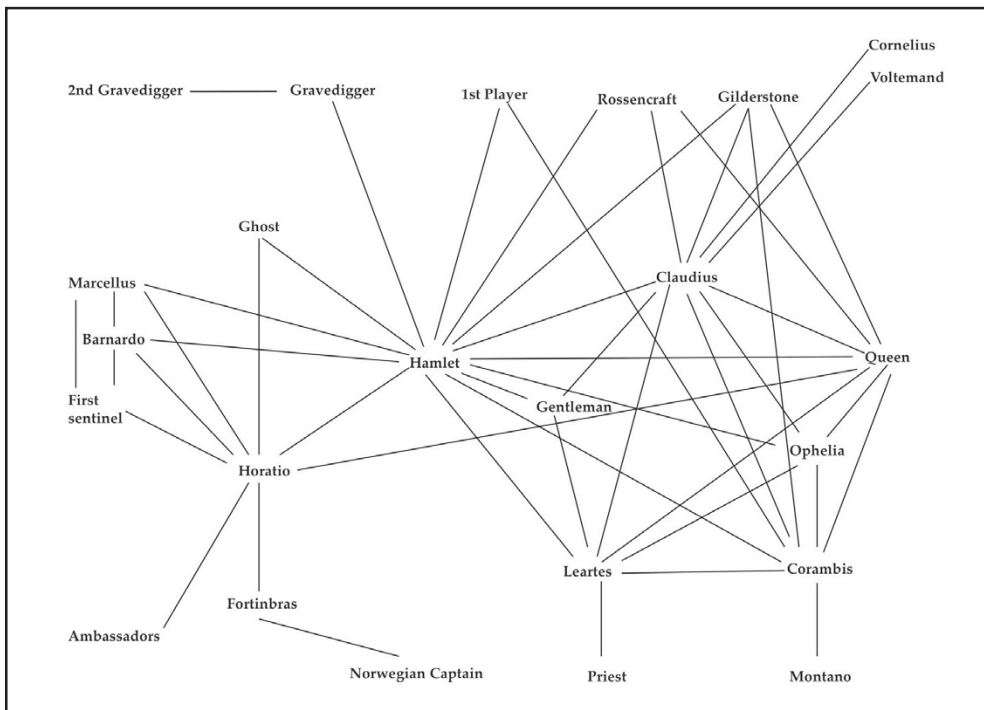 Cornelius
Voltemand
2nd Gravedigger
Gravedigger
1st Player
Rossencraft
Gilderstone
Ghost
Marcellus
Claudius
Barnardo
Hamlet
Queen
First
sentinel
Gentleman
Ophelia
Horatio
Leartes
Corambis
Fortinbras
Ambassadors
Norwegian Captain
Priest
Montano